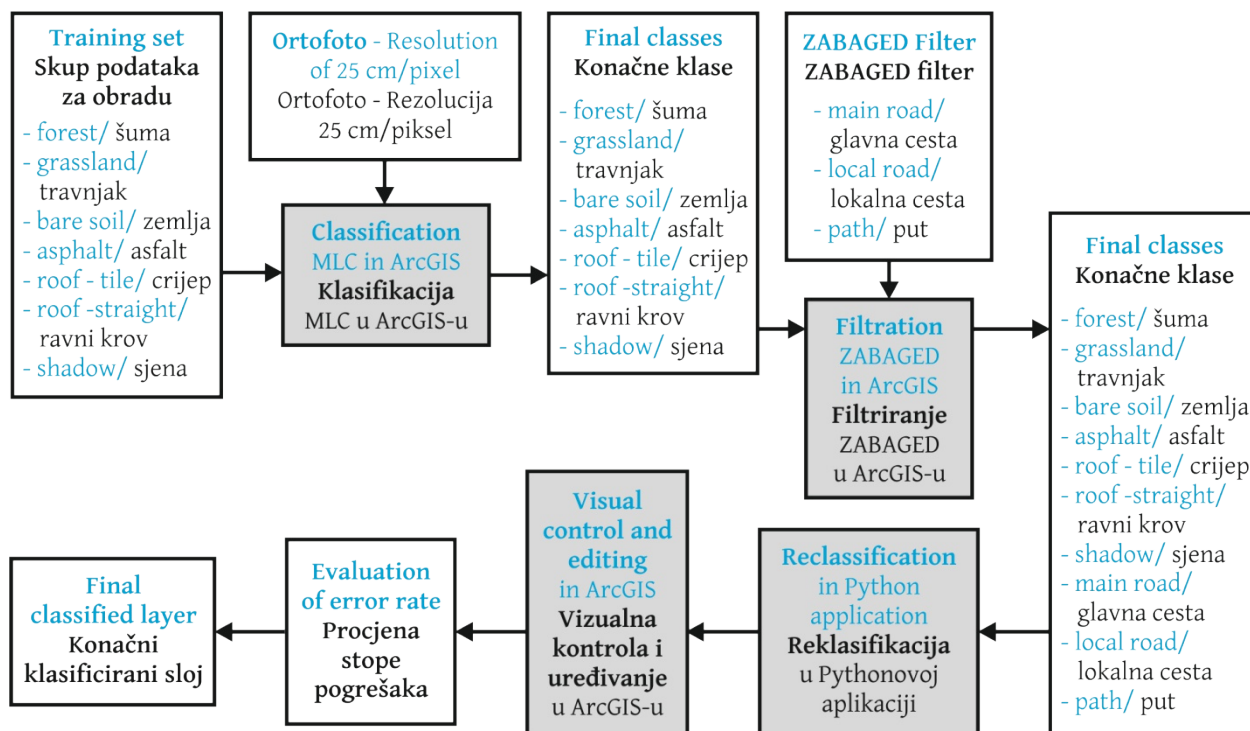 Training set
Skup podataka
za obradu
- forest/ šuma
- grassland/
travnjak
- bare soil/ zemlja
- asphalt/ asfalt
- roof - tile/ crijep
- roof -straight/
ravni krov
- shadow/ sjena
Ortofoto - Resolution
of 25 cm/pixel
Ortofoto - Rezolucija
25 cm/piksel
Classification
MLC in ArcGIS
Klasifikacija
MLC u ArcGIS-u
Final classes
Konačne klase
- forest/ šuma
- grassland/
travnjak
- bare soil/ zemlja
- asphalt/ asfalt
- roof - tile/ crijep
- roof -straight/
ravni krov
- shadow/ sjena
ZABAGED Filter
ZABAGED filter
- main road/
glavna cesta
- local road/
lokalna cesta
- path/ put
Filtration
ZABAGED
in ArcGIS
Filtriranje
ZABAGED
u ArcGIS-u
Final classes
Konačne klase
- forest/ šuma
- grassland/
travnjak
- bare soil/ zemlja
- asphalt/ asfalt
- roof - tile/ crijep
- roof -straight/
ravni krov
- shadow/ sjena
- main road/
glavna cesta
- local road/
lokalna cesta
- path/ put
Reclassification
in Python
application
Reklasifikacija
u Pythonovoj
aplikaciji
Visual
control and
editing
in ArcGIS
Vizualna
kontrola i
uređivanje
u ArcGIS-u
Evaluation
of error rate
Procjena
stope
pogrešaka
Final
classified layer
Konačni
klasificirani sloj